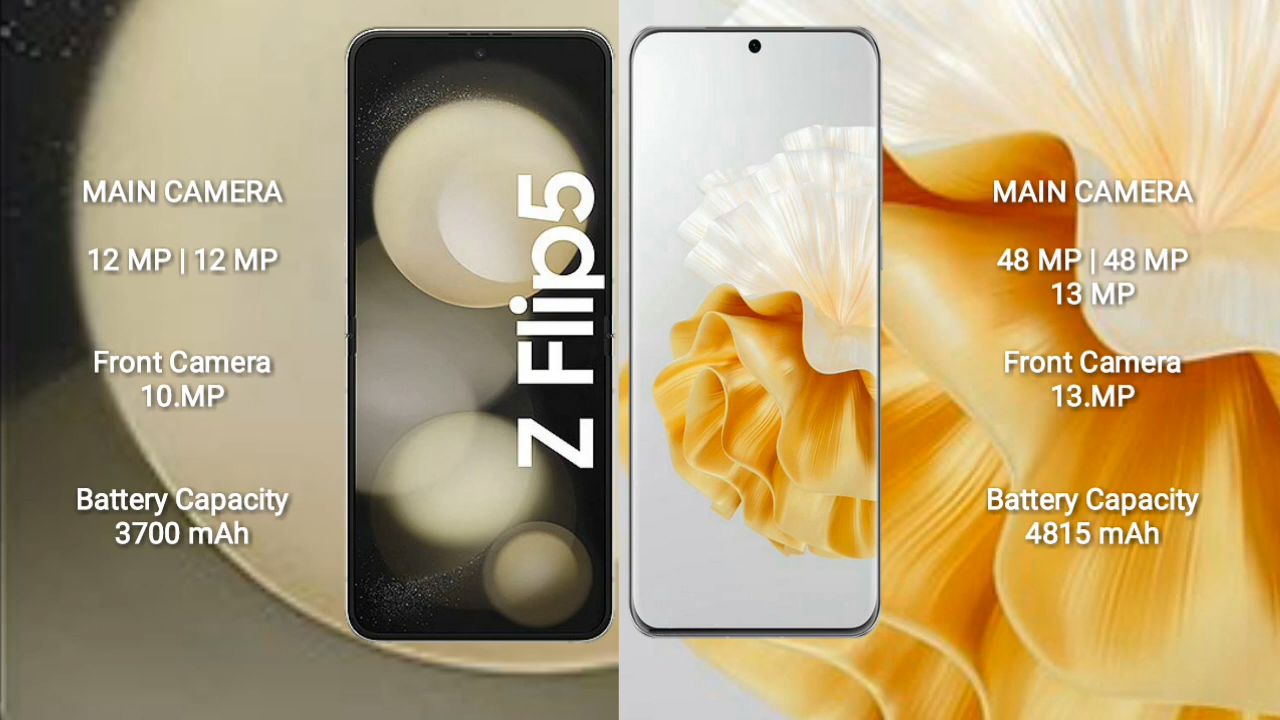 MAIN CAMERA
12 MP | 12 MP
Front Camera
10.MP
Battery Capacity
3700 mAh
Z Flip5
MAIN CAMERA
48 MP | 48 MP
13 MP
Front Camera
13.MP
Battery Capacity
4815 mAh